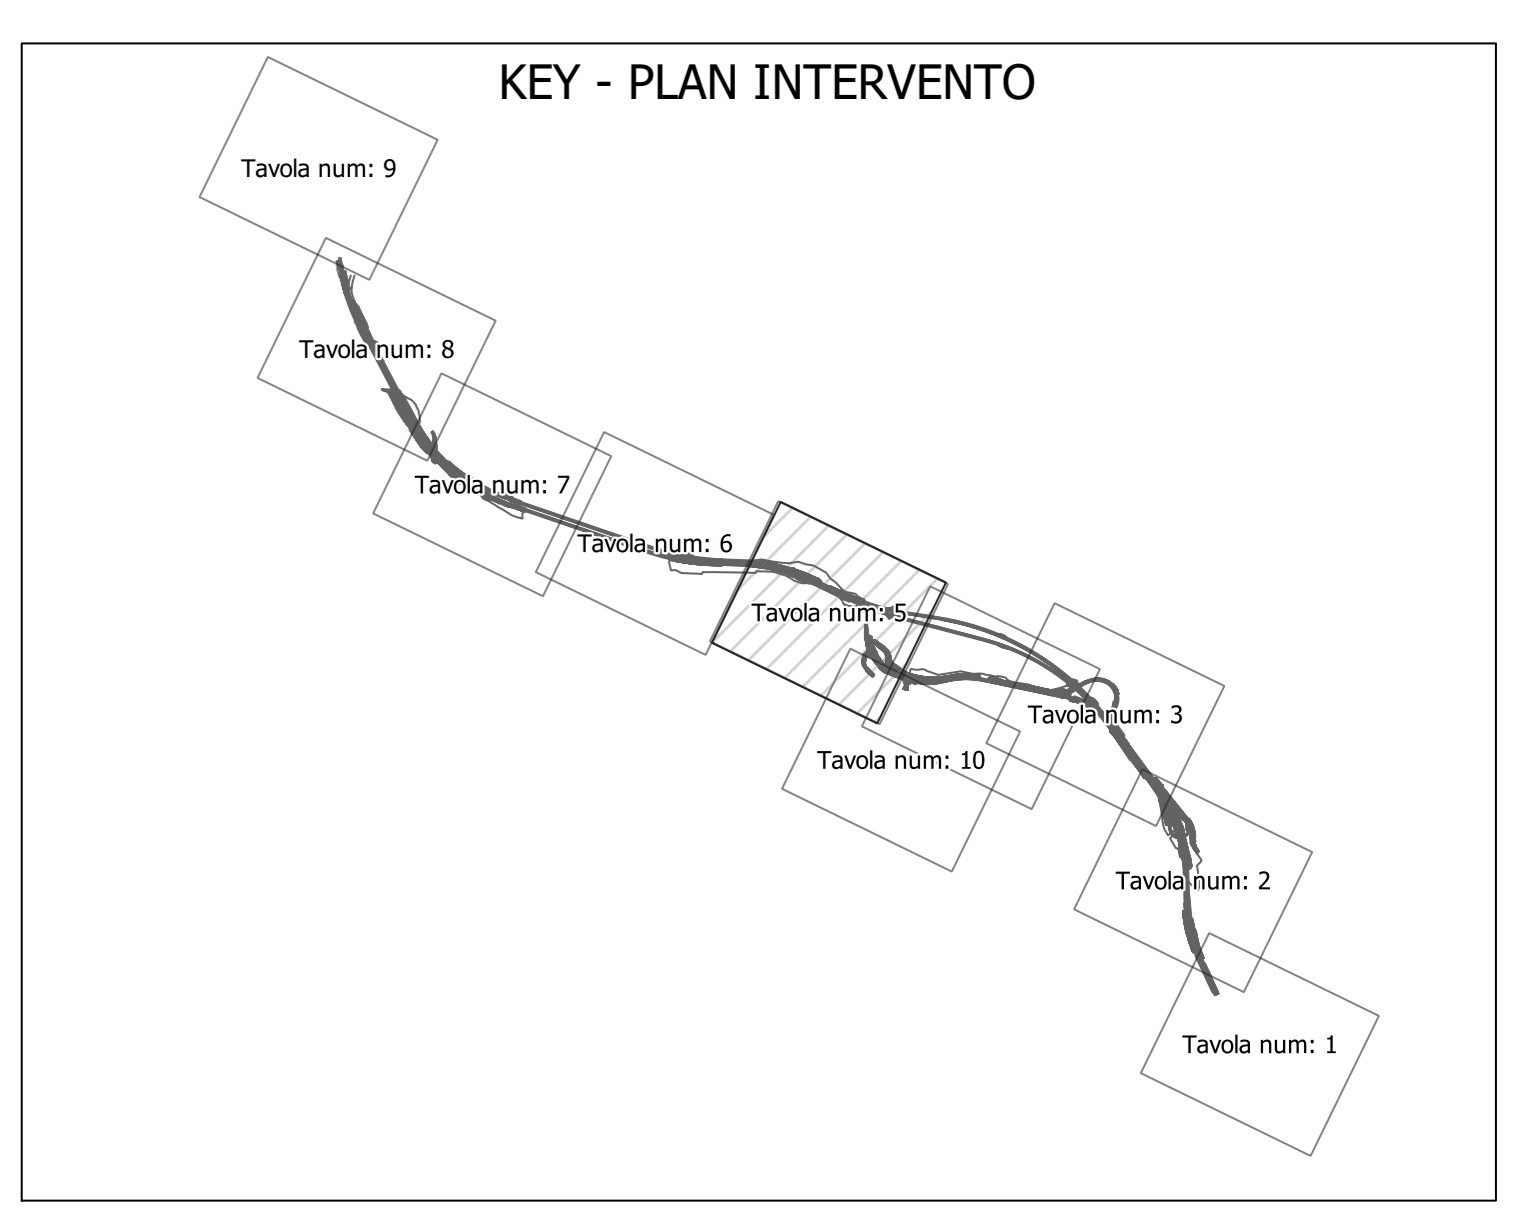 KEY - PLAN INTERVENTO
Tavola num: 9
Tavola num: 8
Tavola num: 7
Tavola num: 6
Tavola num: 5
Tavola num: 3
Tavola num: 10
Tavola num: 2
Tavola num: 1